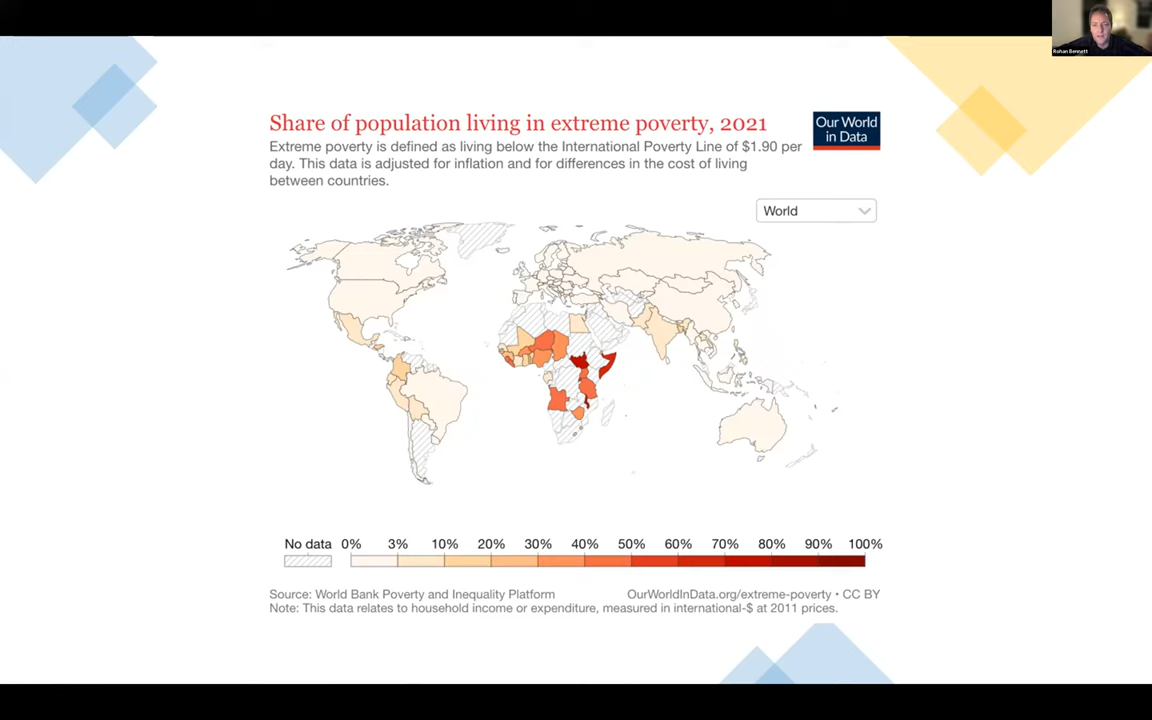 Rohan Bennett
Share of population living in extreme poverty, 2021
Our World
in Data
Extreme poverty is defined as living below the International Poverty Line of $1.90 per
day. This data is adjusted for inflation and for differences in the cost of living
between countries.
World
No data 0% 3% 10% 20% 30% 40% 50% 60% 70% 80% 90% 100%
Source: World Bank Poverty and Inequality Platform
OurWorldInData.org/extreme-poverty • CC BY
Note: This data relates to household income or expenditure, measured in international-$ at 2011 prices.